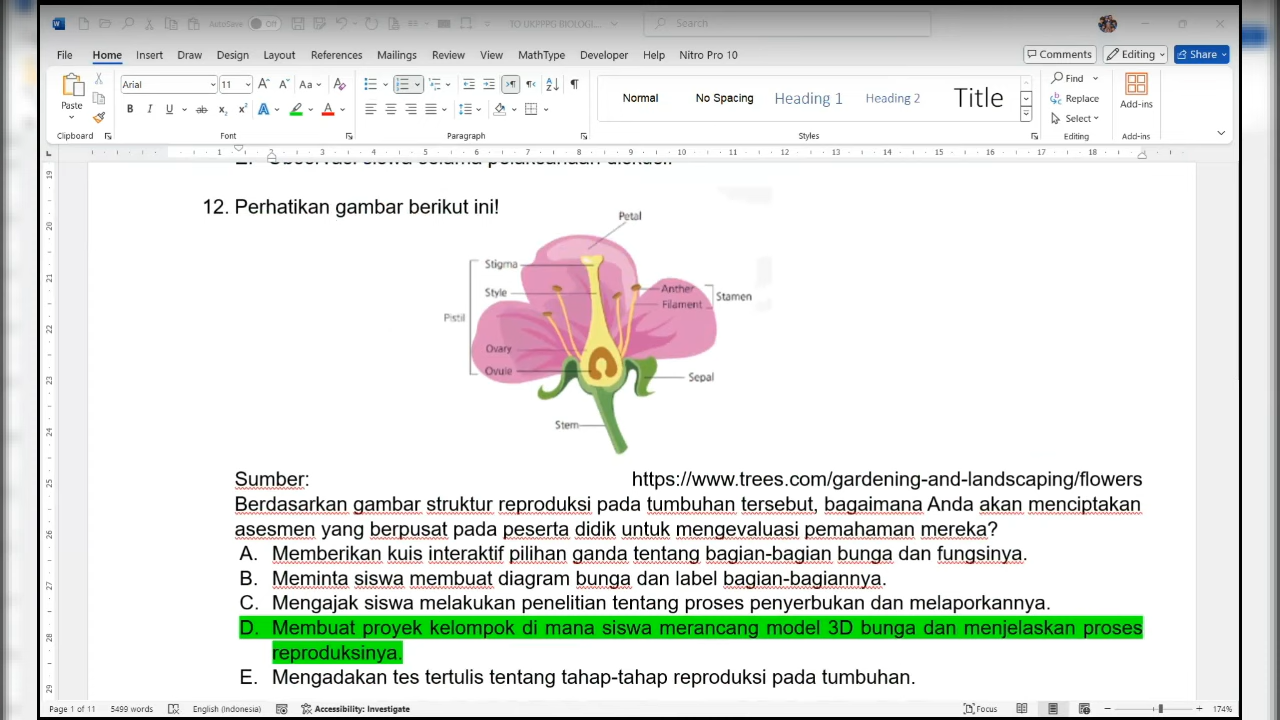 AutoSave Off TO UKPPPG BIOLOGI... Search
File Home Insert Draw Design Layout References Mailings Review View MathType Developer Help Nitro Pro 10 Comments Editing Share
Paste Arial 11 Normal No Spacing Heading 1 Heading 2 Title Find Replace Select Add-ins
Clipboard Font Paragraph Styles Editing Add-ins
12. Perhatikan gambar berikut ini!
Petal
Stigma
Style
Anther
Filament
Stamen
Pistil
Ovary
Ovule
Sepal
Stem
Sumber: https://www.trees.com/gardening-and-landscaping/flowers
Berdasarkan gambar struktur reproduksi pada tumbuhan tersebut, bagaimana Anda akan menciptakan
asesmen yang berpusat pada peserta didik untuk mengevaluasi pemahaman mereka?
A. Memberikan kuis interaktif pilihan ganda tentang bagian-bagian bunga dan fungsinya.
B. Meminta siswa membuat diagram bunga dan label bagian-bagiannya.
C. Mengajak siswa melakukan penelitian tentang proses penyerbukan dan melaporkannya.
D. Membuat proyek kelompok di mana siswa merancang model 3D bunga dan menjelaskan proses
reproduksinya.
E. Mengadakan tes tertulis tentang tahap-tahap reproduksi pada tumbuhan.
Page 1 of 11 5499 words English (Indonesia) Accessibility: Investigate Focus 174%